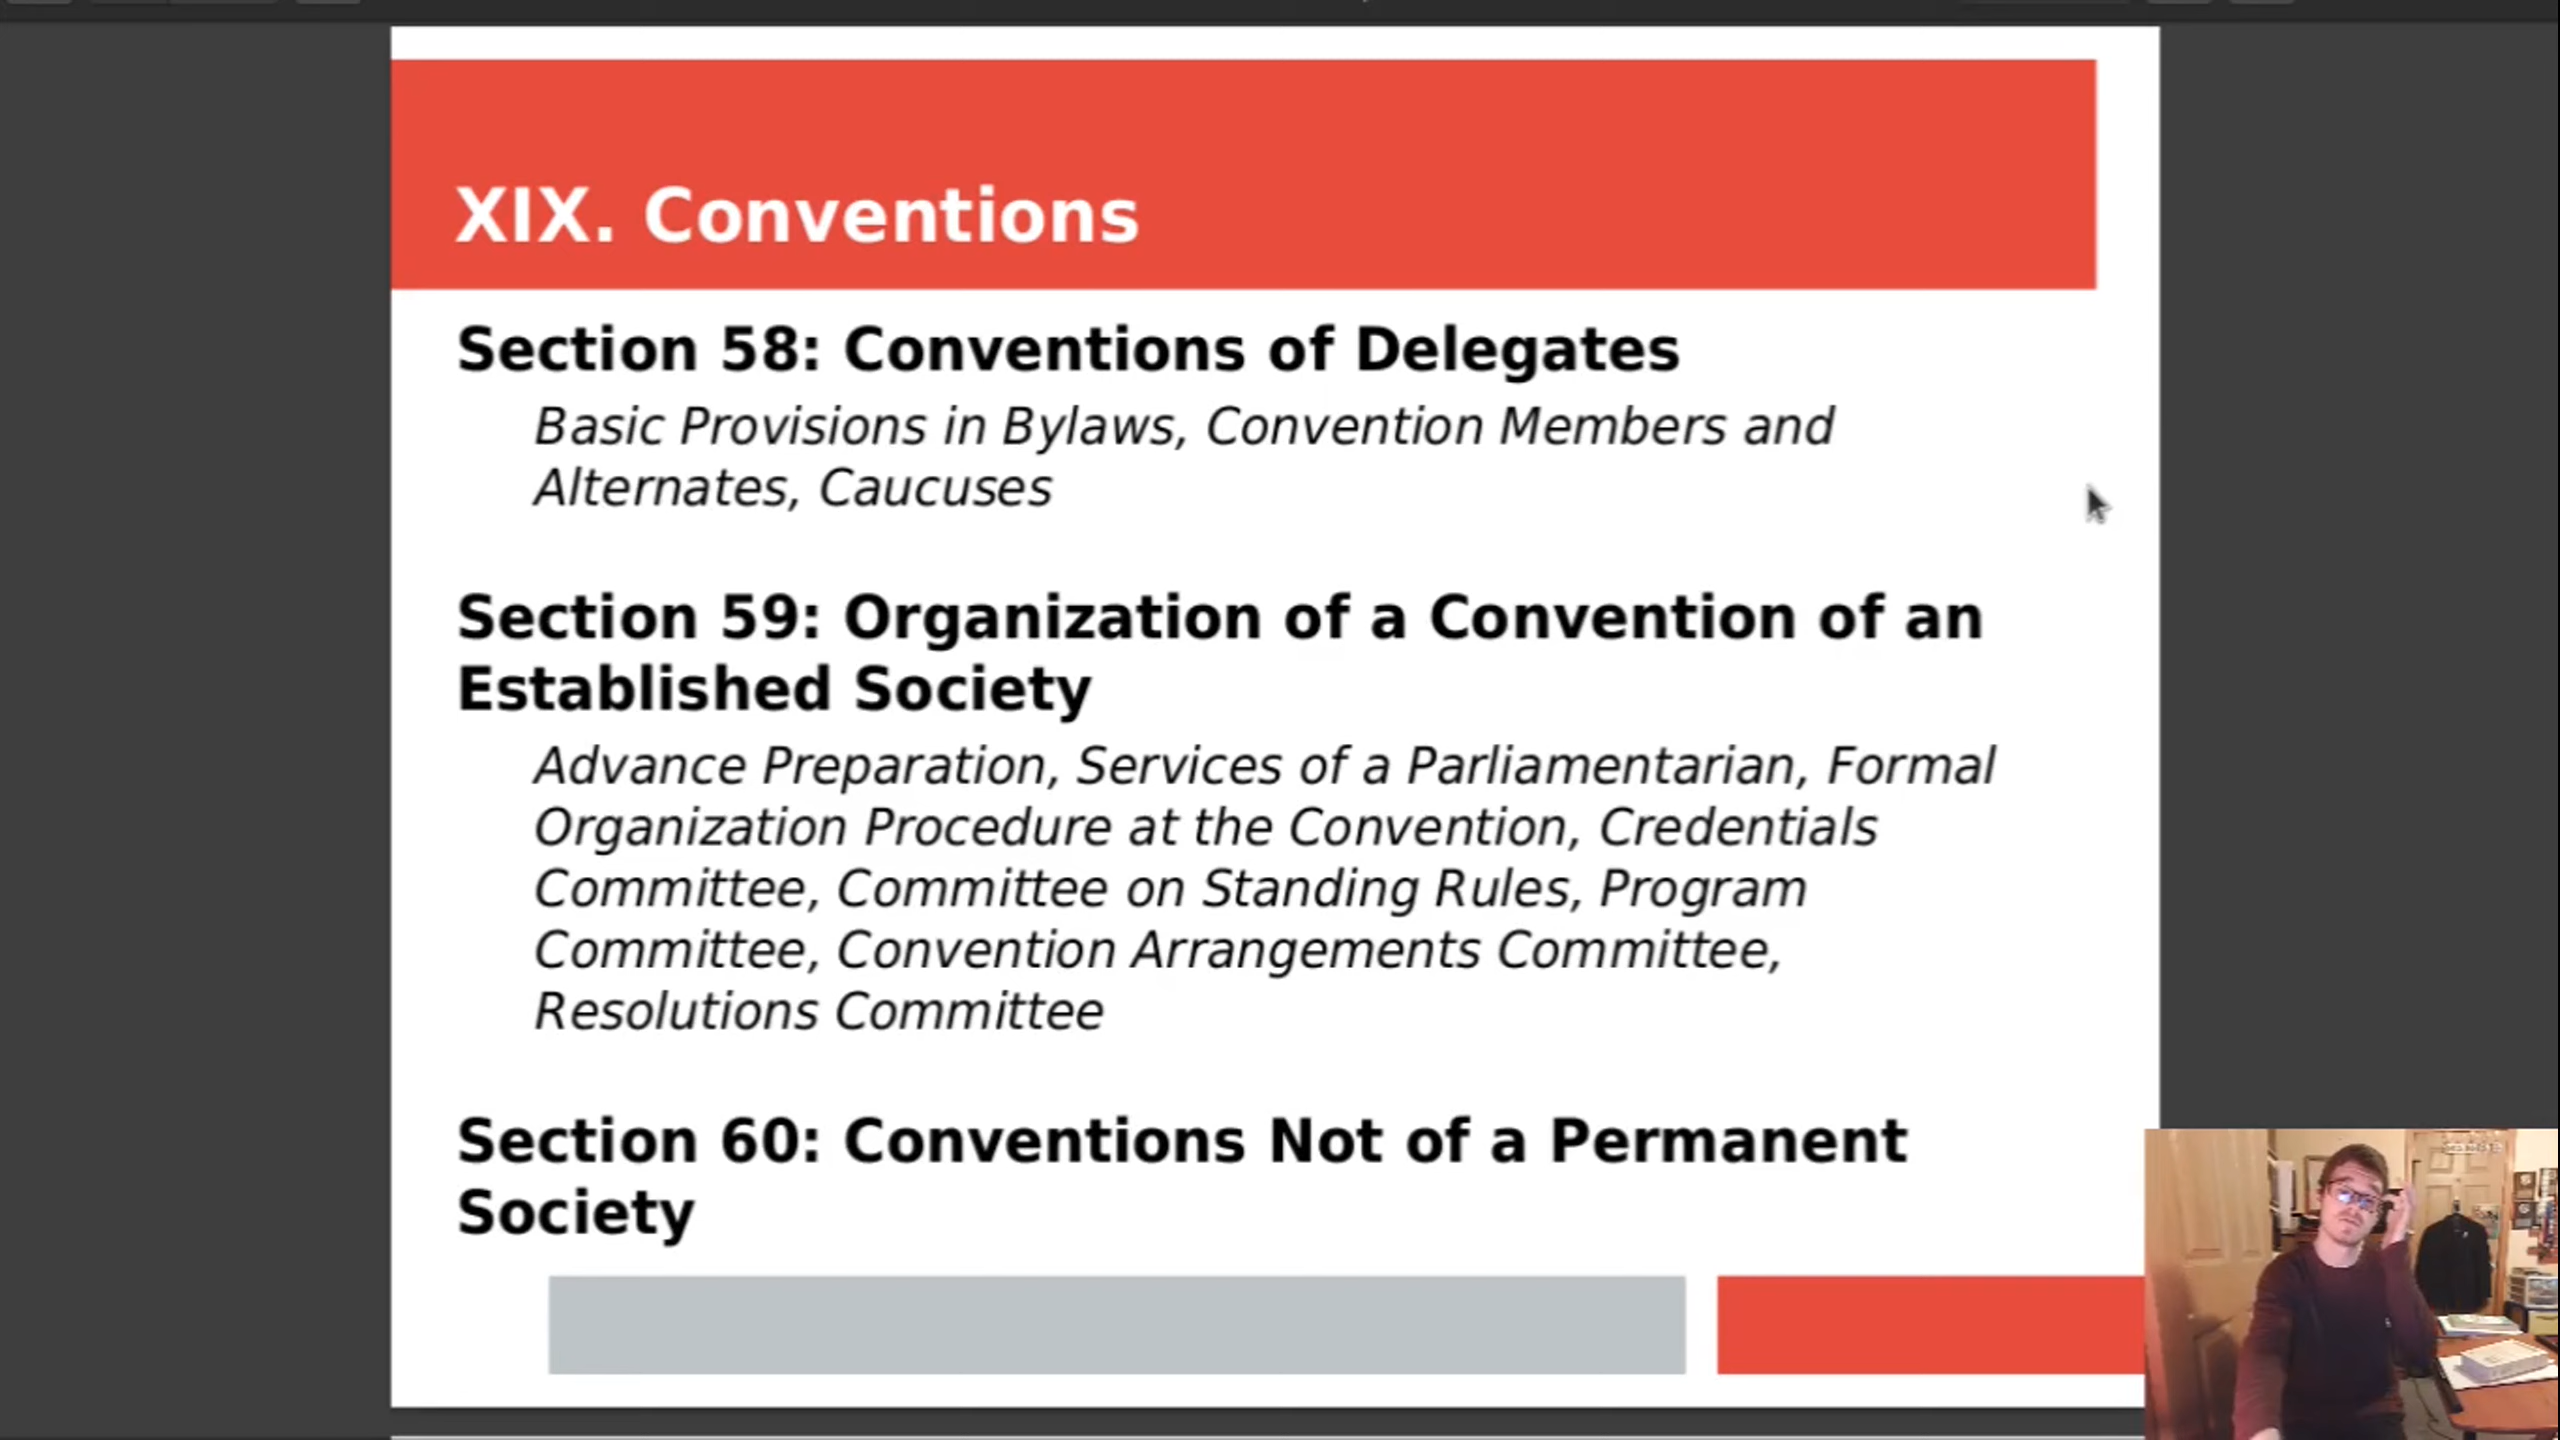 XIX. Conventions
Section 58: Conventions of Delegates
Basic Provisions in Bylaws, Convention Members and
Alternates, Caucuses
Section 59: Organization of a Convention of an
Established Society
Advance Preparation, Services of a Parliamentarian, Formal
Organization Procedure at the Convention, Credentials
Committee, Committee on Standing Rules, Program
Committee, Convention Arrangements Committee,
Resolutions Committee
Section 60: Conventions Not of a Permanent
Society